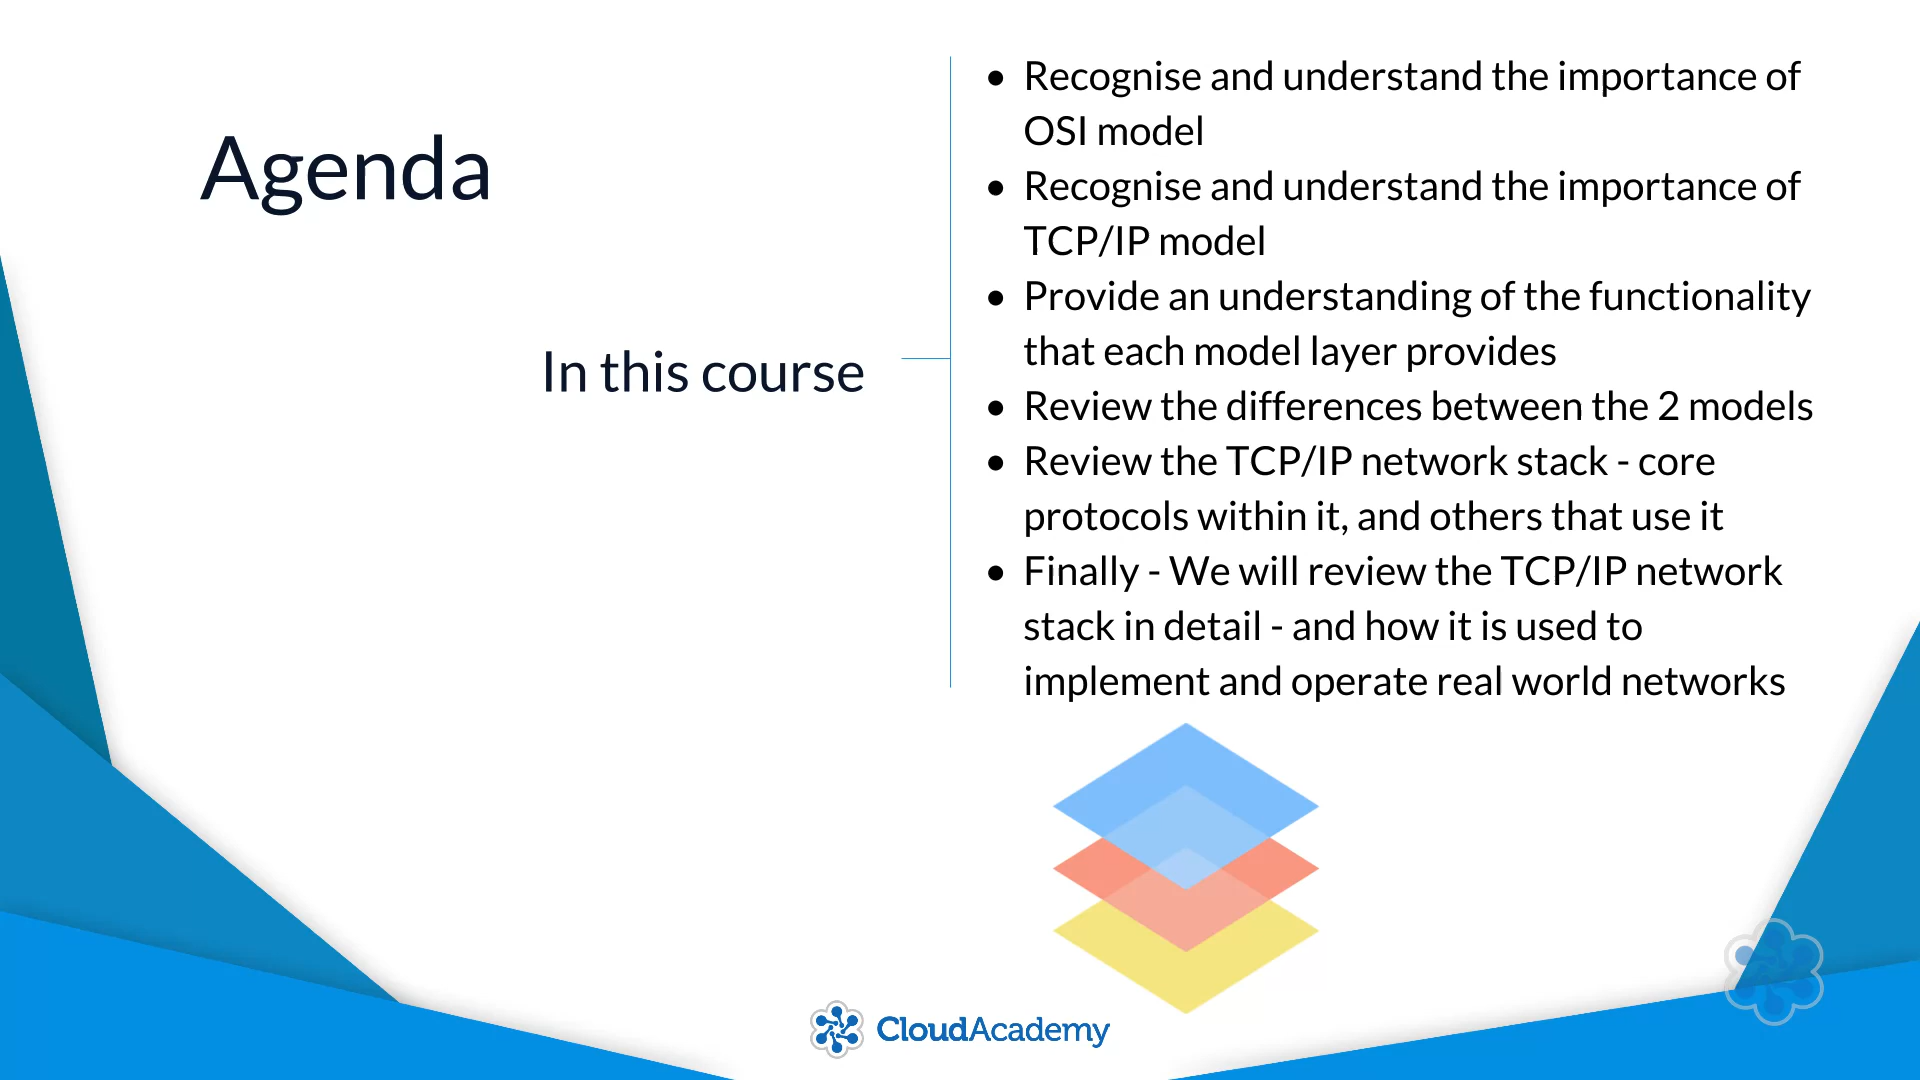 Agenda
In this course
• Recognise and understand the importance of
OSI model
• Recognise and understand the importance of
TCP/IP model
• Provide an understanding of the functionality
that each model layer provides
• Review the differences between the 2 models
• Review the TCP/IP network stack - core
protocols within it, and others that use it
• Finally - We will review the TCP/IP network
stack in detail - and how it is used to
implement and operate real world networks
CloudAcademy